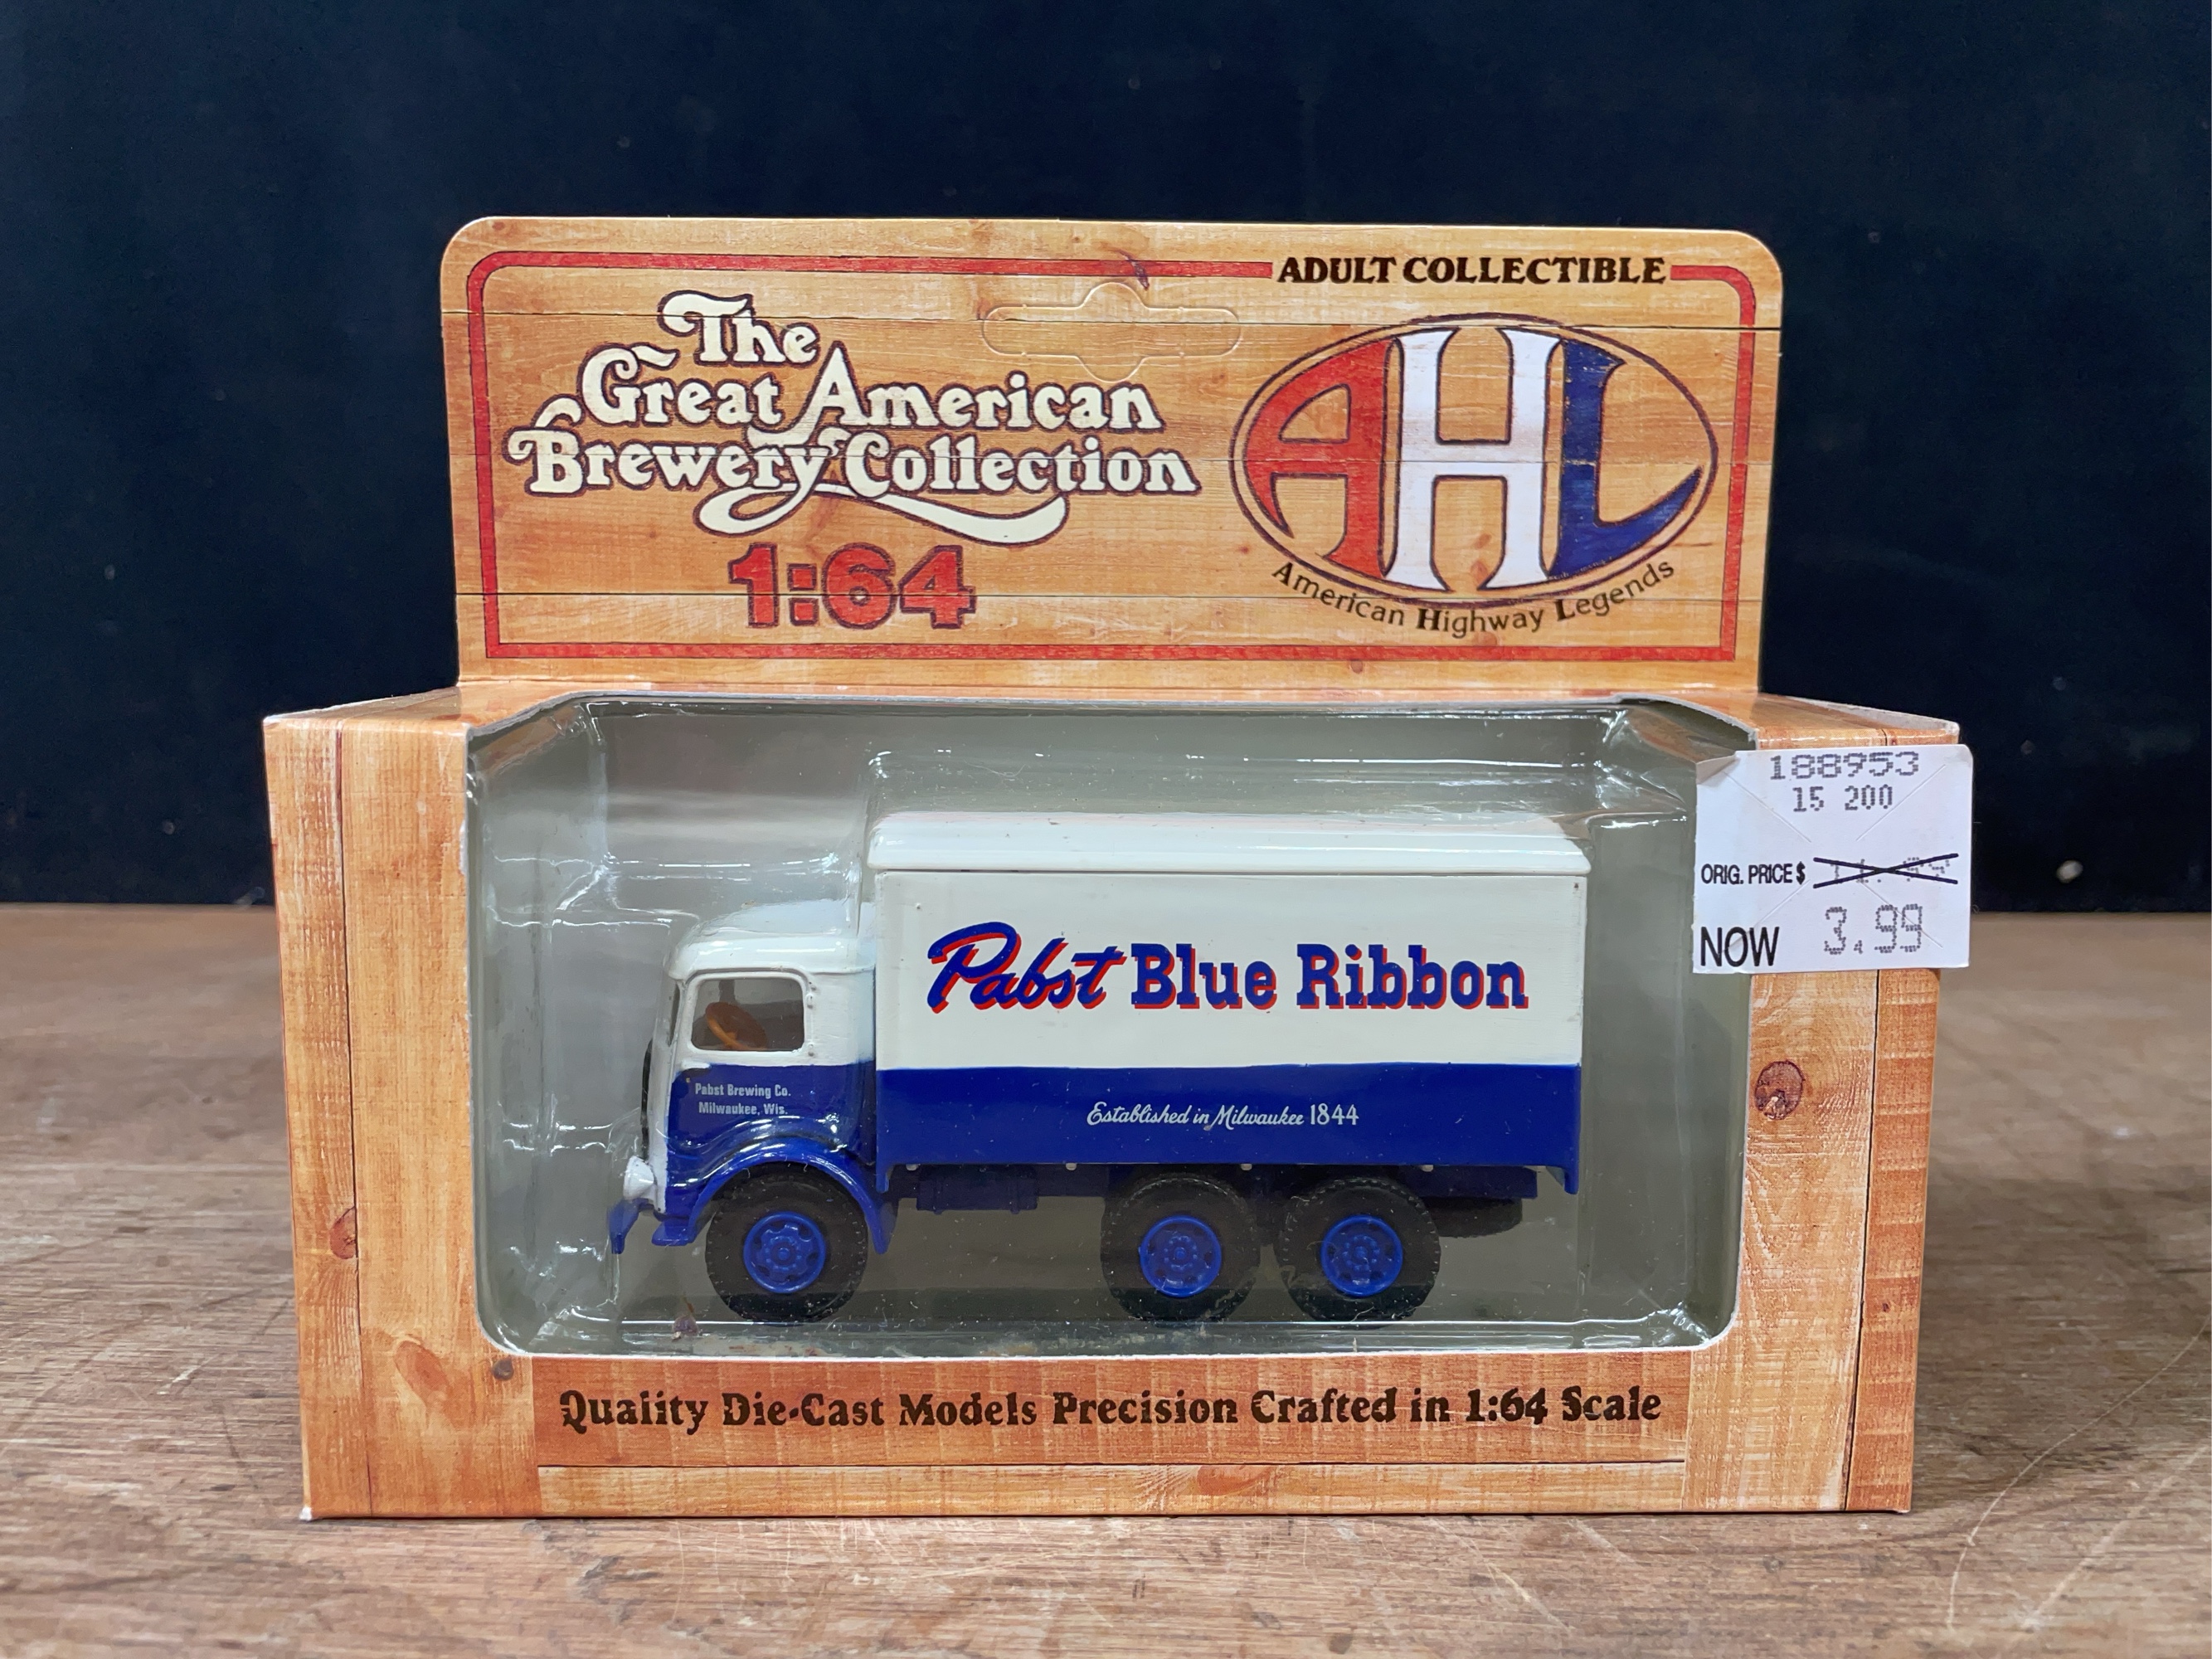 ADULT COLLECTIBLE
The
Great American
Brewery Collection
1:64
AHL
American Highway Legends
188953
15 200
ORIG. PRICE $
NOW 3.99
Pabst Blue Ribbon
Pabst Brewing Co.
Milwaukee, Wis.
Established in Milwaukee 1844
Quality Die-Cast Models Precision Crafted in 1:64 Scale